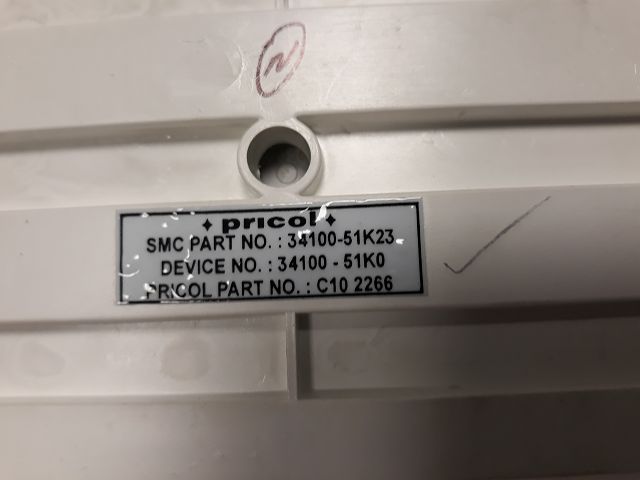 pricol
SMC PART NO. : 34100-51K23
DEVICE NO. : 34100 - 51K0
PRICOL PART NO. : C10 2266